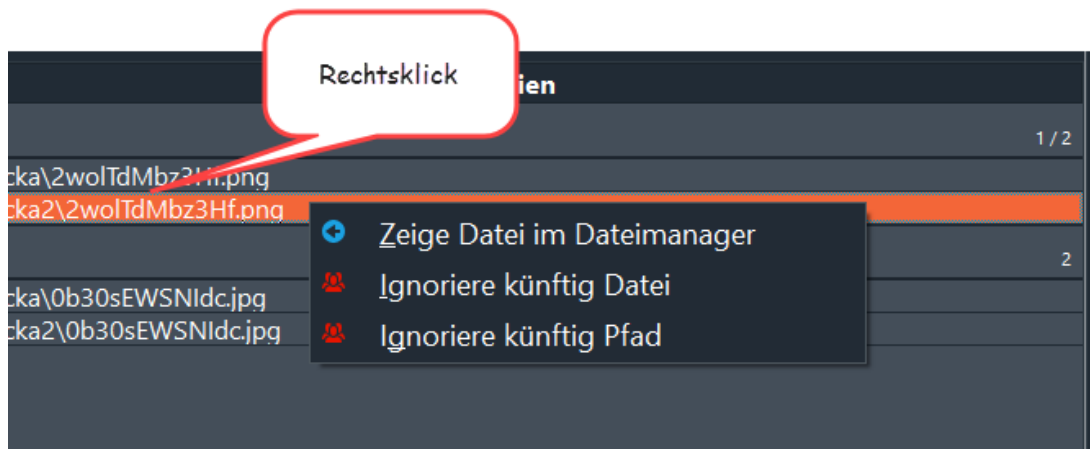 Rechtsklick
ien
1 / 2
cka\2wolTdMbz3Hf.png
cka2\2wolTdMbz3Hf.png
Zeige Datei im Dateimanager
2
Ignoriere künftig Datei
cka\0b30sEWSNIdc.jpg
cka2\0b30sEWSNIdc.jpg
Ignoriere künftig Pfad